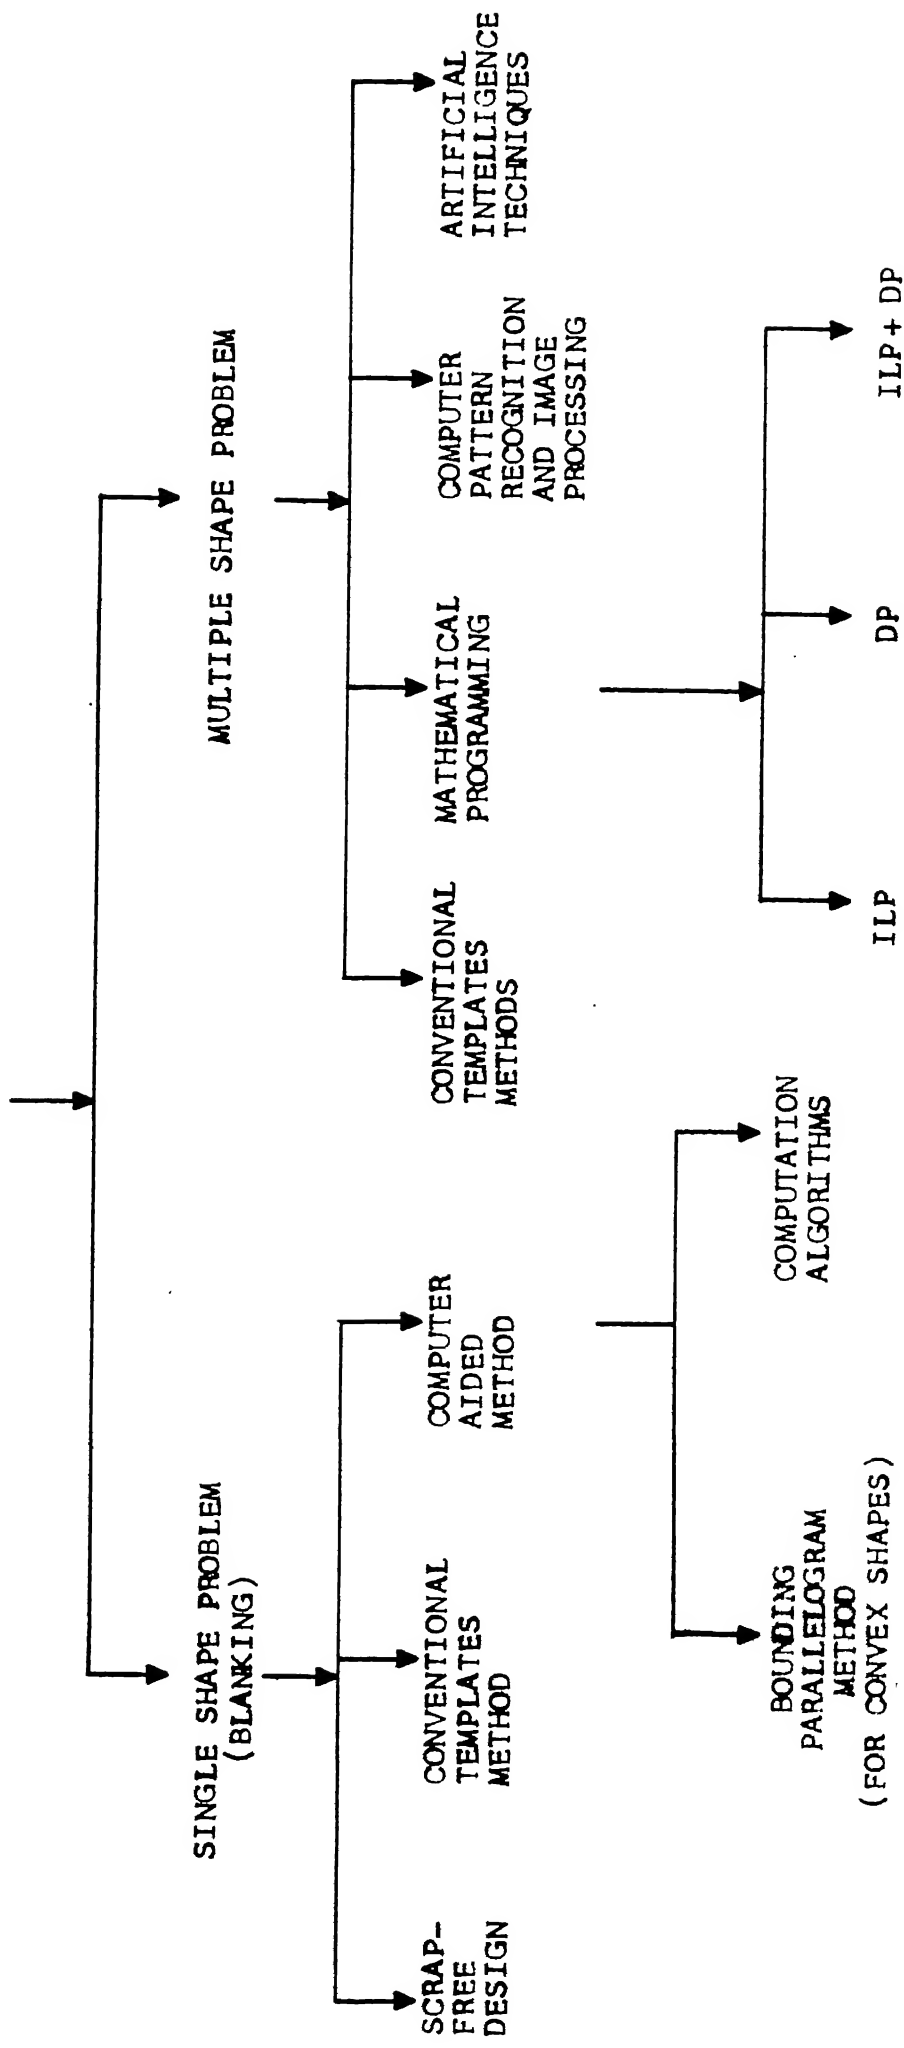 SINGLE SHAPE PROBLEM
(BLANKING)
MULTIPLE SHAPE PROBLEM
SCRAP-
FREE
DESIGN
CONVENTIONAL
TEMPLATES
METHOD
COMPUTER
AIDED
METHOD
CONVENTIONAL
TEMPLATES
METHODS
MATHEMATICAL
PROGRAMMING
COMPUTER
PATTERN
RECOGNITION
AND IMAGE
PROCESSING
ARTIFICIAL
INTELLIGENCE
TECHNIQUES
BOUNDING
PARALLELOGRAM
METHOD
(FOR CONVEX SHAPES)
COMPUTATION
ALGORITHMS
ILP
DP
ILP+ DP